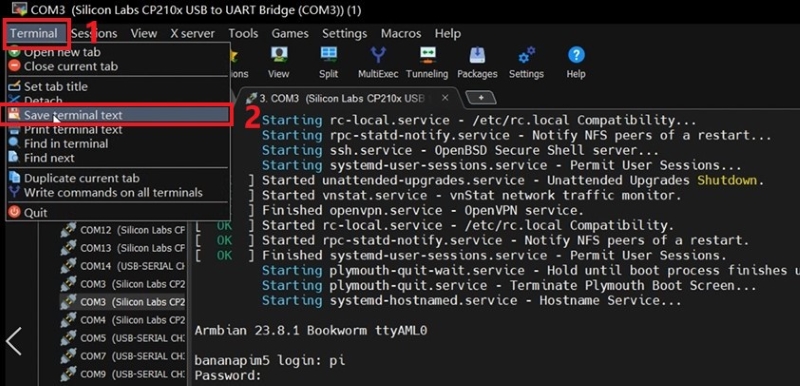 COM3 (Silicon Labs CP210x USB to UART Bridge (COM3)) (1)
Terminal Sessions View X server Tools Games Settings Macros Help
1
Open new tab
Close current tab
Set tab title
Detach
Save terminal text
2
Print terminal text
Find in terminal
Find next
Duplicate current tab
Write commands on all terminals
Quit
View Split MultiExec Tunneling Packages Settings Help
3. COM3 (Silicon Labs CP210x USB
COM12 (Silicon Labs CP
COM13 (Silicon Labs CP
COM14 (USB-SERIAL CH
COM3 (Silicon Labs CP2
COM3 (Silicon Labs CP2
COM4 (Silicon Labs CP2
COM5 (USB-SERIAL CH3
COM7 (USB-SERIAL CH3
COM9 (USB-SERIAL CH3
Starting rc-local.service - /etc/rc.local Compatibility...
Starting rpc-statd-notify.service - Notify NFS peers of a restart...
Starting ssh.service - OpenBSD Secure Shell server...
Starting systemd-user-sessions.service - Permit User Sessions...
] Started unattended-upgrades.service - Unattended Upgrades Shutdown.
] Started vnstat.service - vnStat network traffic monitor.
] Finished openvpn.service - OpenVPN service.
[ OK ] Started rc-local.service - /etc/rc.local Compatibility.
[ OK ] Started rpc-statd-notify.service - Notify NFS peers of a restart.
[ OK ] Finished systemd-user-sessions.service - Permit User Sessions.
Starting plymouth-quit-wait.service - Hold until boot process finishes u
Starting plymouth-quit.service - Terminate Plymouth Boot Screen...
Starting systemd-hostnamed.service - Hostname Service...
Armbian 23.8.1 Bookworm ttyAML0
bananapim5 login: pi
Password: